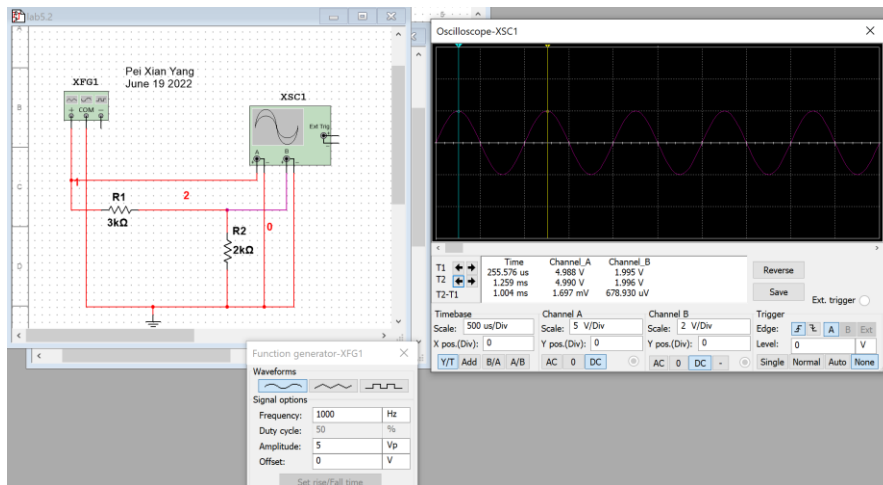 lab5.2
Pei Xian Yang
June 19 2022
XFG1
COM
XSC1
Ext Trig
A
B
1
2
0
R1
3kΩ
R2
2kΩ
B
C
D
5
Oscilloscope-XSC1
Time Channel_A Channel_B
T1 255.576 us 4.988 V 1.995 V
T2 1.259 ms 4.990 V 1.996 V
T2-T1 1.004 ms 1.697 mV 678.930 uV
Reverse
Save
Ext. trigger
Timebase
Scale: 500 us/Div
X pos.(Div): 0
Y/T Add B/A A/B
Channel A
Scale: 5 V/Div
Y pos.(Div): 0
AC 0 DC
Channel B
Scale: 2 V/Div
Y pos.(Div): 0
AC 0 DC -
Trigger
Edge: A B Ext
Level: 0 V
Single Normal Auto None
Function generator-XFG1
Waveforms
Signal options
Frequency: 1000 Hz
Duty cycle: 50 %
Amplitude: 5 Vp
Offset: 0 V
Set rise/Fall time